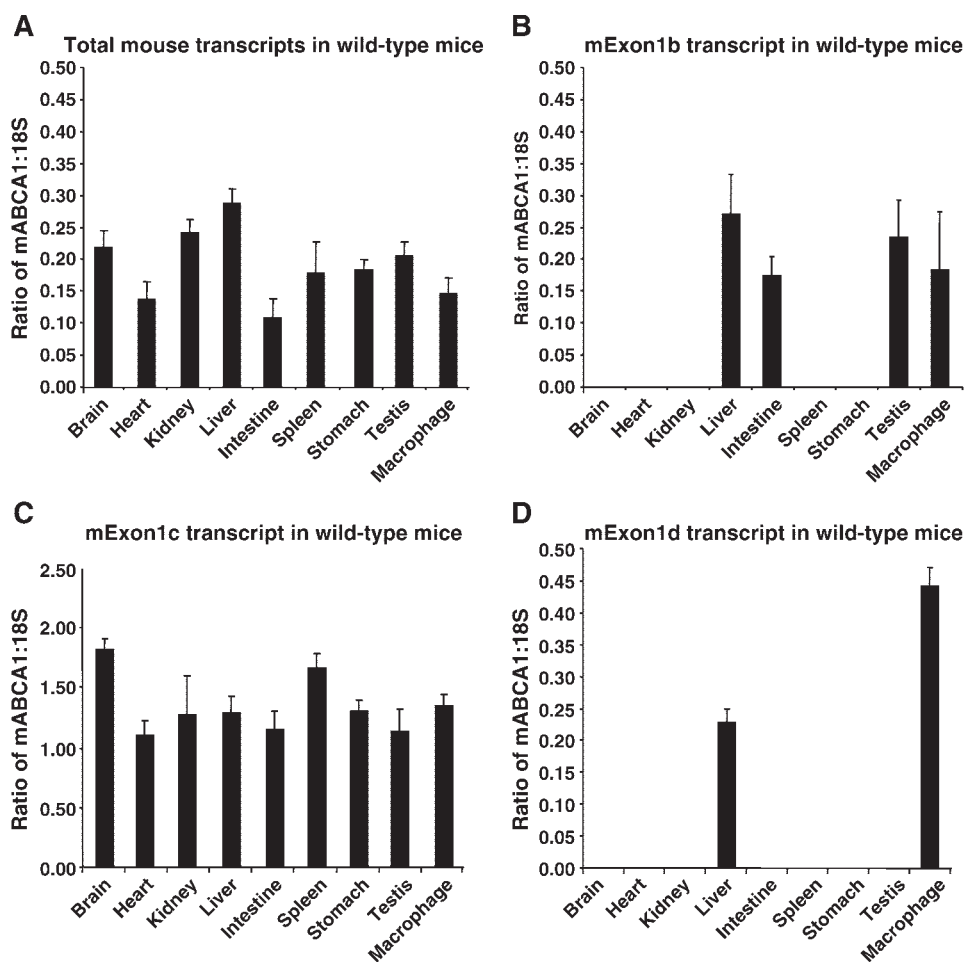 A
Total mouse transcripts in wild-type mice
Ratio of mABCA1:18S
0.50
0.45
0.40
0.35
0.30
0.25
0.20
0.15
0.10
0.05
0.00
Brain
Heart
Kidney
Liver
Intestine
Spleen
Stomach
Testis
Macrophage
B
mExon1b transcript in wild-type mice
Ratio of mABCA1:18S
0.50
0.45
0.40
0.35
0.30
0.25
0.20
0.15
0.10
0.05
0.00
Brain
Heart
Kidney
Liver
Intestine
Spleen
Stomach
Testis
Macrophage
C
mExon1c transcript in wild-type mice
Ratio of mABCA1:18S
2.50
2.00
1.50
1.00
0.50
0.00
Brain
Heart
Kidney
Liver
Intestine
Spleen
Stomach
Testis
Macrophage
D
mExon1d transcript in wild-type mice
Ratio of mABCA1:18S
0.50
0.45
0.40
0.35
0.30
0.25
0.20
0.15
0.10
0.05
0.00
Brain
Heart
Kidney
Liver
Intestine
Spleen
Stomach
Testis
Macrophage